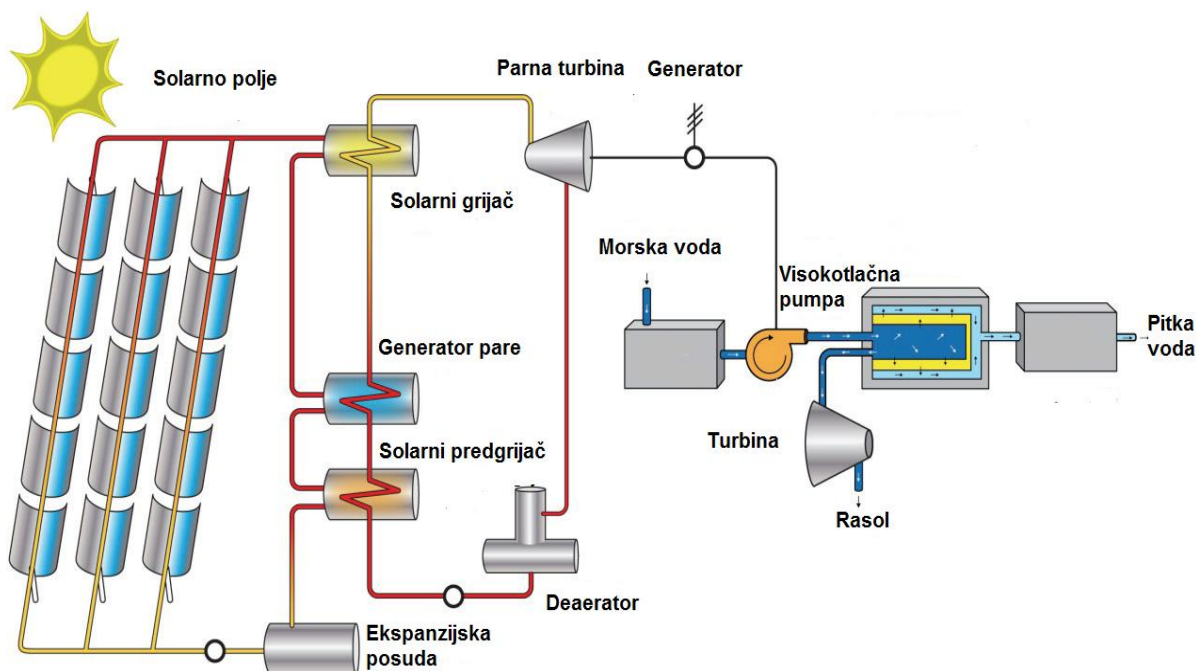 Solarno polje
Parna turbina
Generator
Solarni grijač
Morska voda
Visokotlačna
pumpa
Pitka
voda
Generator pare
Turbina
Solarni predgrijač
Rasol
Deaerator
Ekspanzijska
posuda